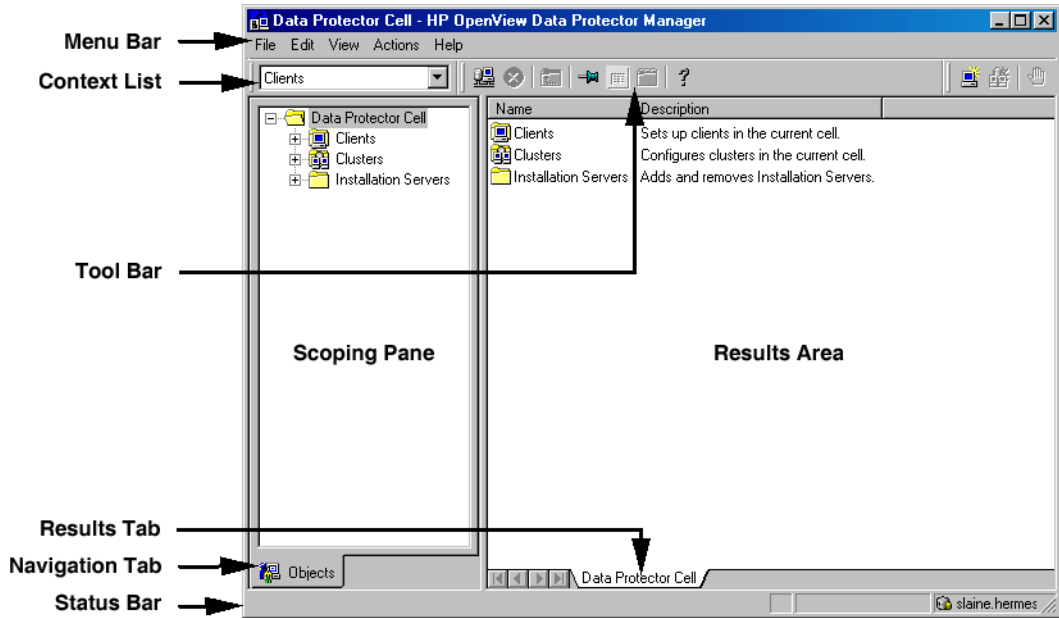 Data Protector Cell - HP OpenView Data Protector Manager
Menu Bar
File Edit View Actions Help
Context List
Clients
?
Name Description
Data Protector Cell
Clients
Clusters
Installation Servers
Clients Sets up clients in the current cell.
Clusters Configures clusters in the current cell.
Installation Servers Adds and removes Installation Servers.
Tool Bar
Scoping Pane
Results Area
Results Tab
Navigation Tab
Objects
Data Protector Cell
Status Bar
slaine.hermes